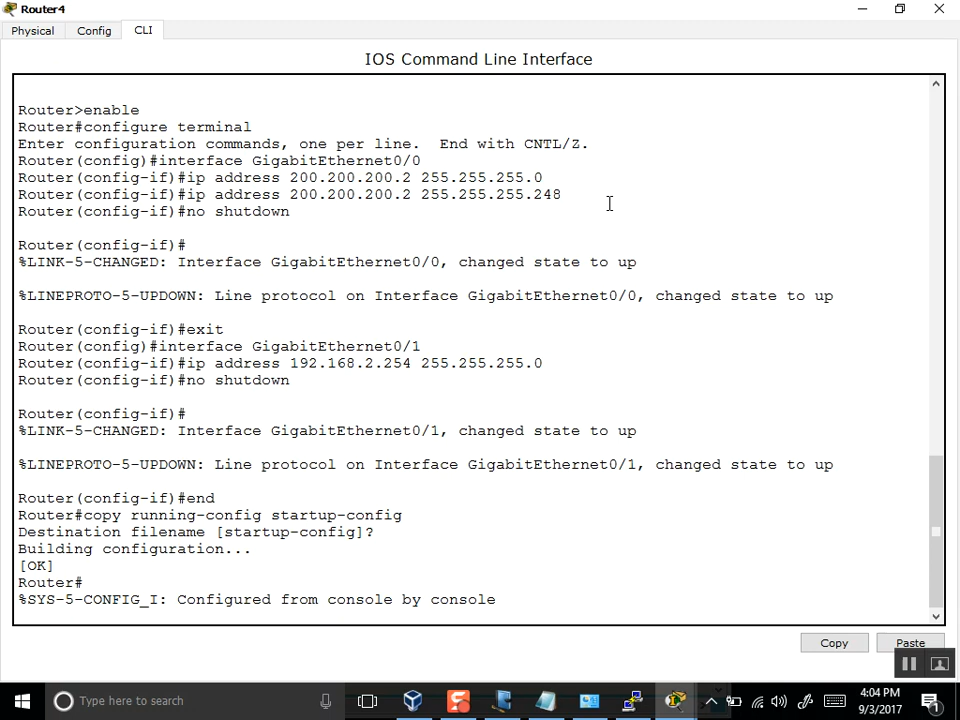 Router4
Physical Config CLI
IOS Command Line Interface
Router>enable
Router#configure terminal
Enter configuration commands, one per line.  End with CNTL/Z.
Router(config)#interface GigabitEthernet0/0
Router(config-if)#ip address 200.200.200.2 255.255.255.0
Router(config-if)#ip address 200.200.200.2 255.255.255.248
Router(config-if)#no shutdown
Router(config-if)#
%LINK-5-CHANGED: Interface GigabitEthernet0/0, changed state to up
%LINEPROTO-5-UPDOWN: Line protocol on Interface GigabitEthernet0/0, changed state to up
Router(config-if)#exit
Router(config)#interface GigabitEthernet0/1
Router(config-if)#ip address 192.168.2.254 255.255.255.0
Router(config-if)#no shutdown
Router(config-if)#
%LINK-5-CHANGED: Interface GigabitEthernet0/1, changed state to up
%LINEPROTO-5-UPDOWN: Line protocol on Interface GigabitEthernet0/1, changed state to up
Router(config-if)#end
Router#copy running-config startup-config
Destination filename [startup-config]?
Building configuration...
[OK]
Router#
%SYS-5-CONFIG_I: Configured from console by console
Copy Paste
Type here to search
4:04 PM
9/3/2017
1